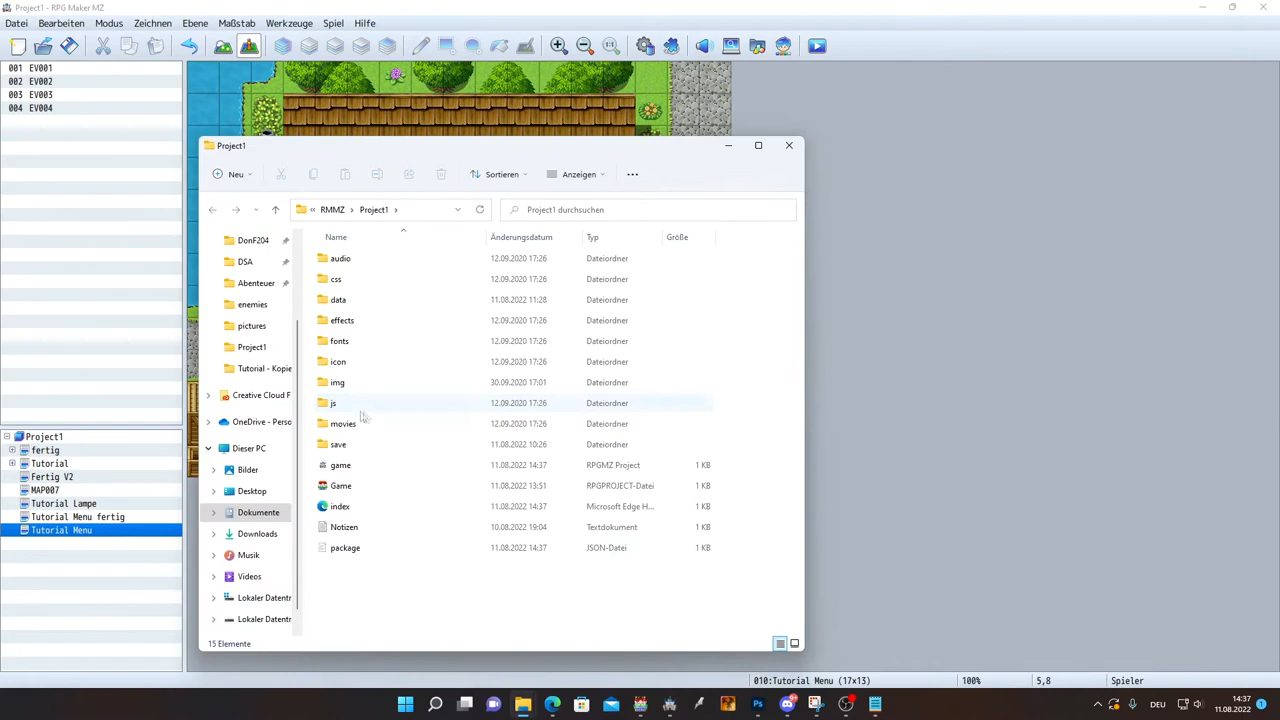 Project1 - RPG Maker MZ
Datei Bearbeiten Modus Zeichnen Ebene Maßstab Werkzeuge Spiel Hilfe
001 EV001
002 EV002
003 EV003
004 EV004
Project1
Neu Sortieren Anzeigen
« RMMZ > Project1 > Project1 durchsuchen
Name Änderungsdatum Typ Größe
DonF204
DSA
Abenteuer
enemies
pictures
Project1
Tutorial - Kopie
Creative Cloud F
OneDrive - Perso
Dieser PC
Bilder
Desktop
Dokumente
Downloads
Musik
Videos
Lokaler Datentr
Lokaler Datentr
audio 12.09.2020 17:26 Dateiordner
css 12.09.2020 17:26 Dateiordner
data 11.08.2022 11:28 Dateiordner
effects 12.09.2020 17:26 Dateiordner
fonts 12.09.2020 17:26 Dateiordner
icon 12.09.2020 17:26 Dateiordner
img 30.09.2020 17:01 Dateiordner
js 12.09.2020 17:26 Dateiordner
movies 12.09.2020 17:26 Dateiordner
save 11.08.2022 10:26 Dateiordner
game 11.08.2022 14:37 RPGMZ Project 1 KB
Game 11.08.2022 13:51 RPGPROJECT-Datei 1 KB
index 11.08.2022 14:37 Microsoft Edge H... 1 KB
Notizen 10.08.2022 19:04 Textdokument 1 KB
package 11.08.2022 14:37 JSON-Datei 1 KB
15 Elemente
Project1
fertig
Tutorial
Fertig V2
MAP007
Tutorial Lampe
Tutorial Menu fertig
Tutorial Menu
010:Tutorial Menu (17x13) 100% 5,8 Spieler
DEU
14:37
11.08.2022